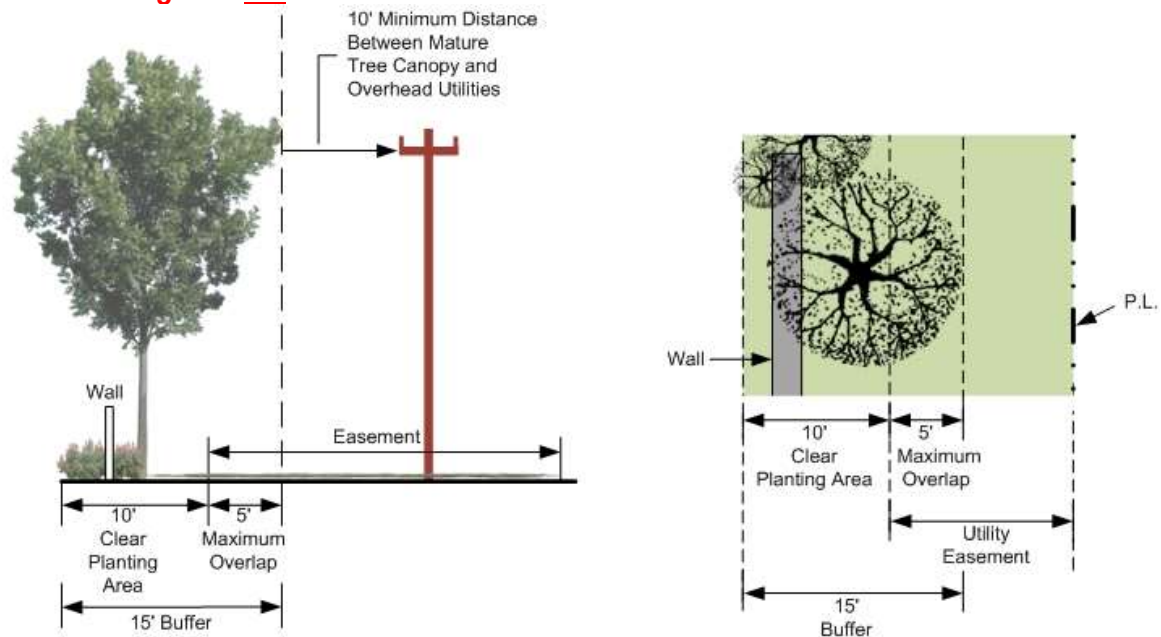 10' Minimum Distance
Between Mature
Tree Canopy and
Overhead Utilities
Wall
Easement
10'
Clear
Planting
Area
5'
Maximum
Overlap
15' Buffer
P.L.
Wall
10'
Clear
Planting Area
5'
Maximum
Overlap
Utility
Easement
15'
Buffer